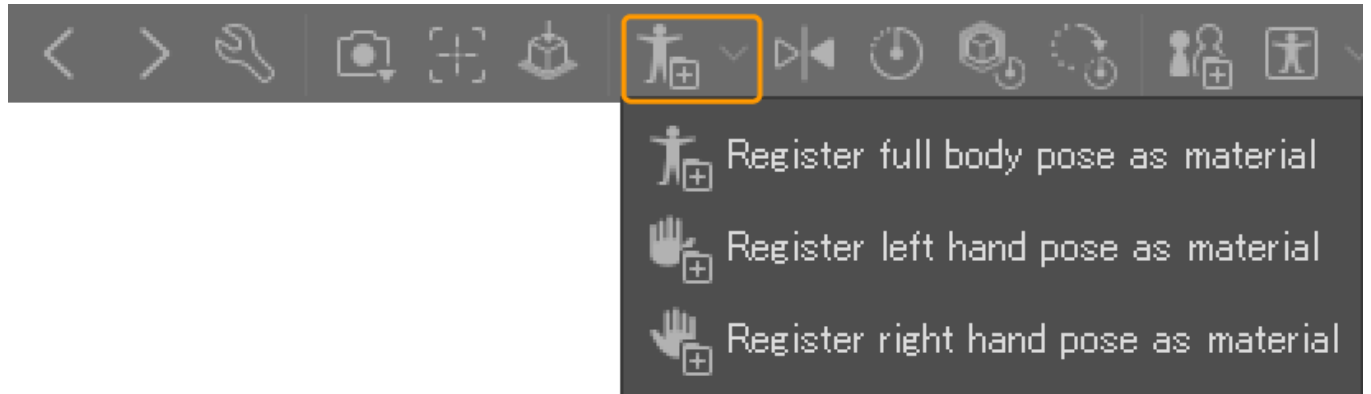 Register full body pose as material
Register left hand pose as material
Register right hand pose as material